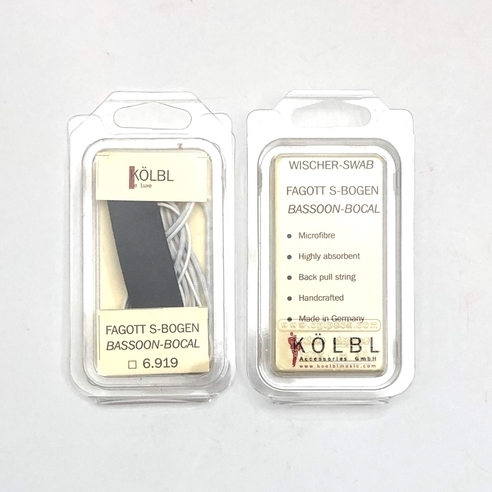 KÖLBL
de Luxe
FAGOTT S-BOGEN
BASSOON-BOCAL
6.919
WISCHER-SWAB
FAGOTT S-BOGEN
BASSOON-BOCAL
Microfibre
Highly absorbent
Back pull string
Handcrafted
Made in Germany
KÖLBL
Accessories GmbH
www.koelblmusic.com